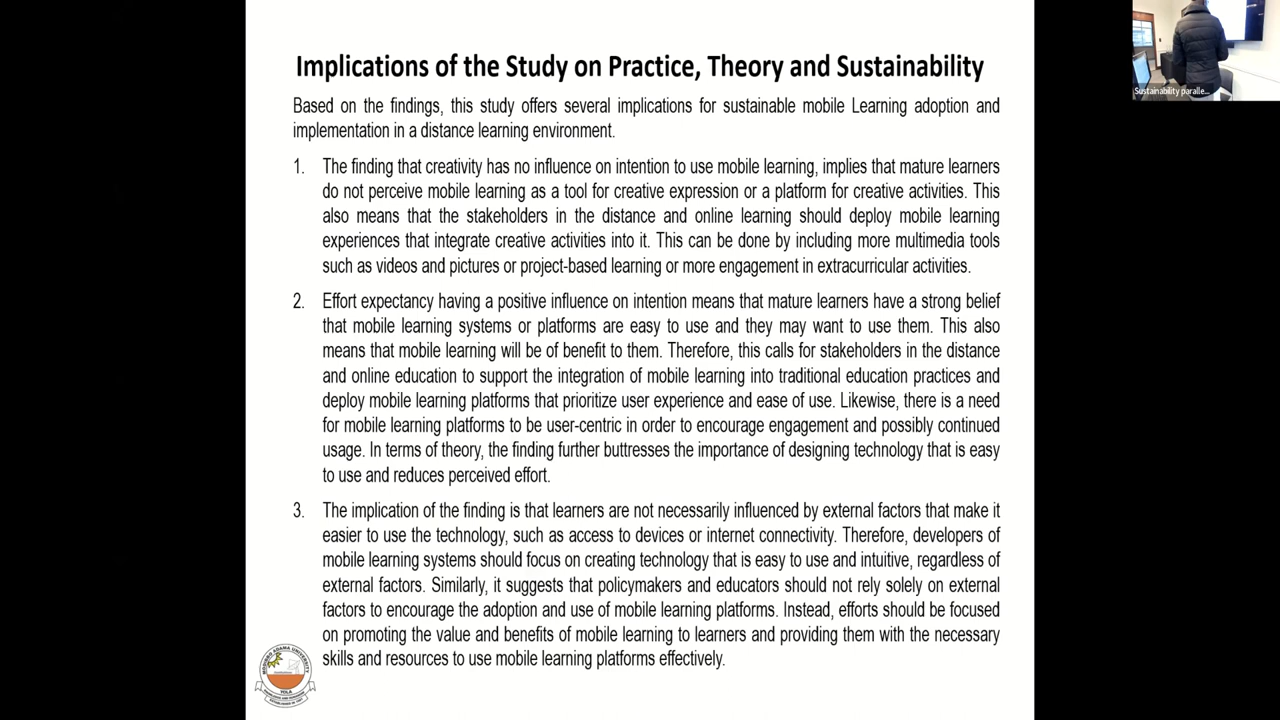 Implications of the Study on Practice, Theory and Sustainability
Based on the findings, this study offers several implications for sustainable mobile Learning adoption and
implementation in a distance learning environment.
1. The finding that creativity has no influence on intention to use mobile learning, implies that mature learners
do not perceive mobile learning as a tool for creative expression or a platform for creative activities. This
also means that the stakeholders in the distance and online learning should deploy mobile learning
experiences that integrate creative activities into it. This can be done by including more multimedia tools
such as videos and pictures or project-based learning or more engagement in extracurricular activities.
2. Effort expectancy having a positive influence on intention means that mature learners have a strong belief
that mobile learning systems or platforms are easy to use and they may want to use them. This also
means that mobile learning will be of benefit to them. Therefore, this calls for stakeholders in the distance
and online education to support the integration of mobile learning into traditional education practices and
deploy mobile learning platforms that prioritize user experience and ease of use. Likewise, there is a need
for mobile learning platforms to be user-centric in order to encourage engagement and possibly continued
usage. In terms of theory, the finding further buttresses the importance of designing technology that is easy
to use and reduces perceived effort.
3. The implication of the finding is that learners are not necessarily influenced by external factors that make it
easier to use the technology, such as access to devices or internet connectivity. Therefore, developers of
mobile learning systems should focus on creating technology that is easy to use and intuitive, regardless of
external factors. Similarly, it suggests that policymakers and educators should not rely solely on external
factors to encourage the adoption and use of mobile learning platforms. Instead, efforts should be focused
on promoting the value and benefits of mobile learning to learners and providing them with the necessary
skills and resources to use mobile learning platforms effectively.
MODIBBO ADAMA UNIVERSITY
YOLA
Sustainability paralle...